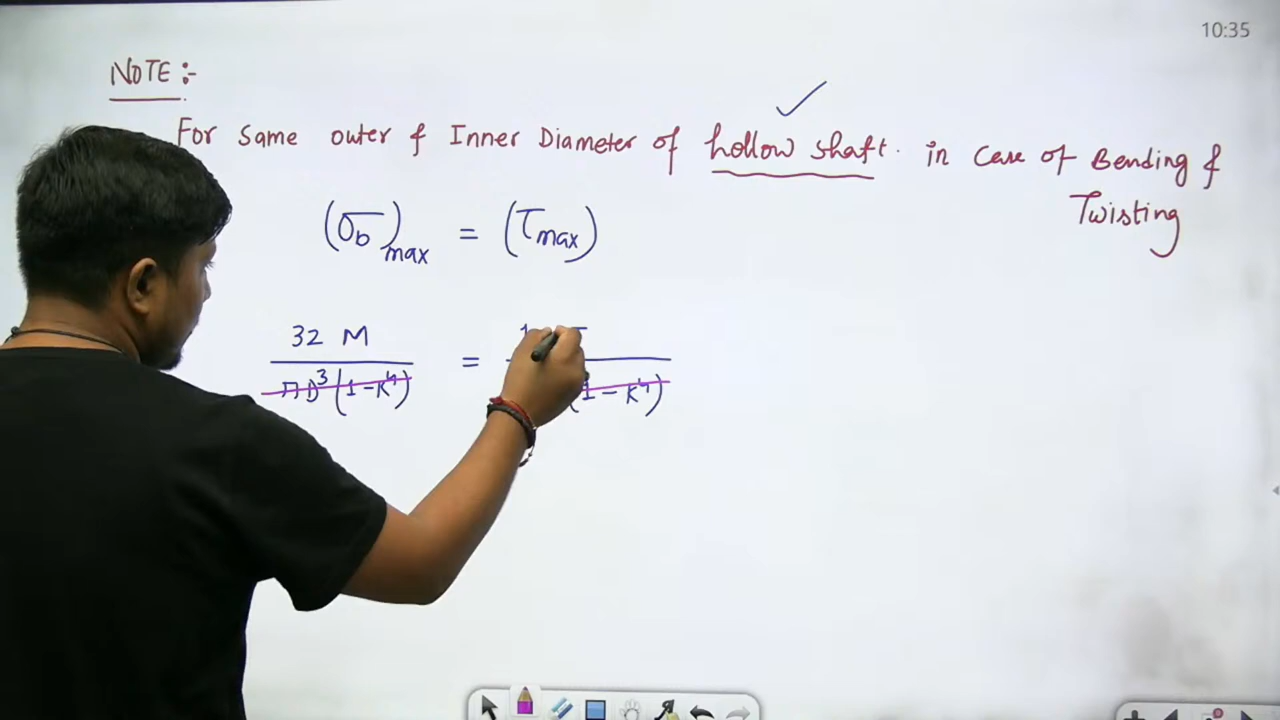 10:35
NOTE :-
For Same outer & Inner Diameter of hollow shaft. in Case of Bending &
Twisting
(σb)max = (τmax)
32 M =
πD³(1-K⁴) (1-K⁴)